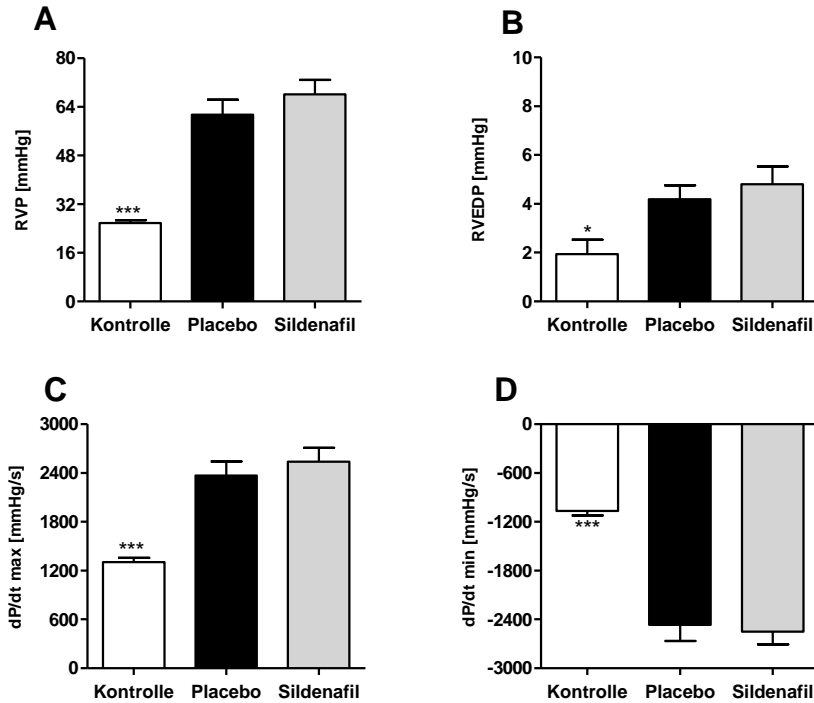 A
RVP [mmHg]
80
64
48
32
16
0
***
Kontrolle Placebo Sildenafil
B
RVEDP [mmHg]
10
8
6
4
2
0
*
Kontrolle Placebo Sildenafil
C
dP/dt max [mmHg/s]
3000
2400
1800
1200
600
0
***
Kontrolle Placebo Sildenafil
D
dP/dt min [mmHg/s]
0
-600
-1200
-1800
-2400
-3000
***
Kontrolle Placebo Sildenafil